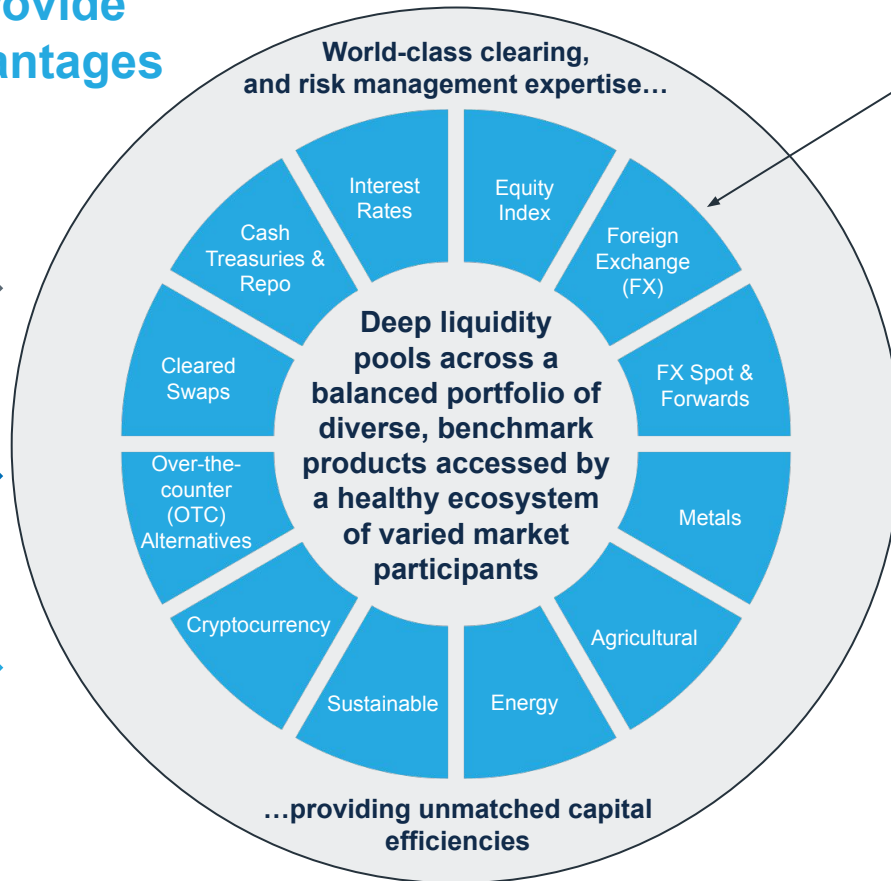 World-class clearing,
and risk management expertise…
Interest
Rates
Equity
Index
Foreign
Exchange
(FX)
FX Spot &
Forwards
Metals
Agricultural
Energy
Sustainable
Cryptocurrency
Over-the-
counter
(OTC)
Alternatives
Cleared
Swaps
Cash
Treasuries &
Repo
Deep liquidity
pools across a
balanced portfolio of
diverse, benchmark
products accessed by
a healthy ecosystem
of varied market
participants
…providing unmatched capital
efficiencies